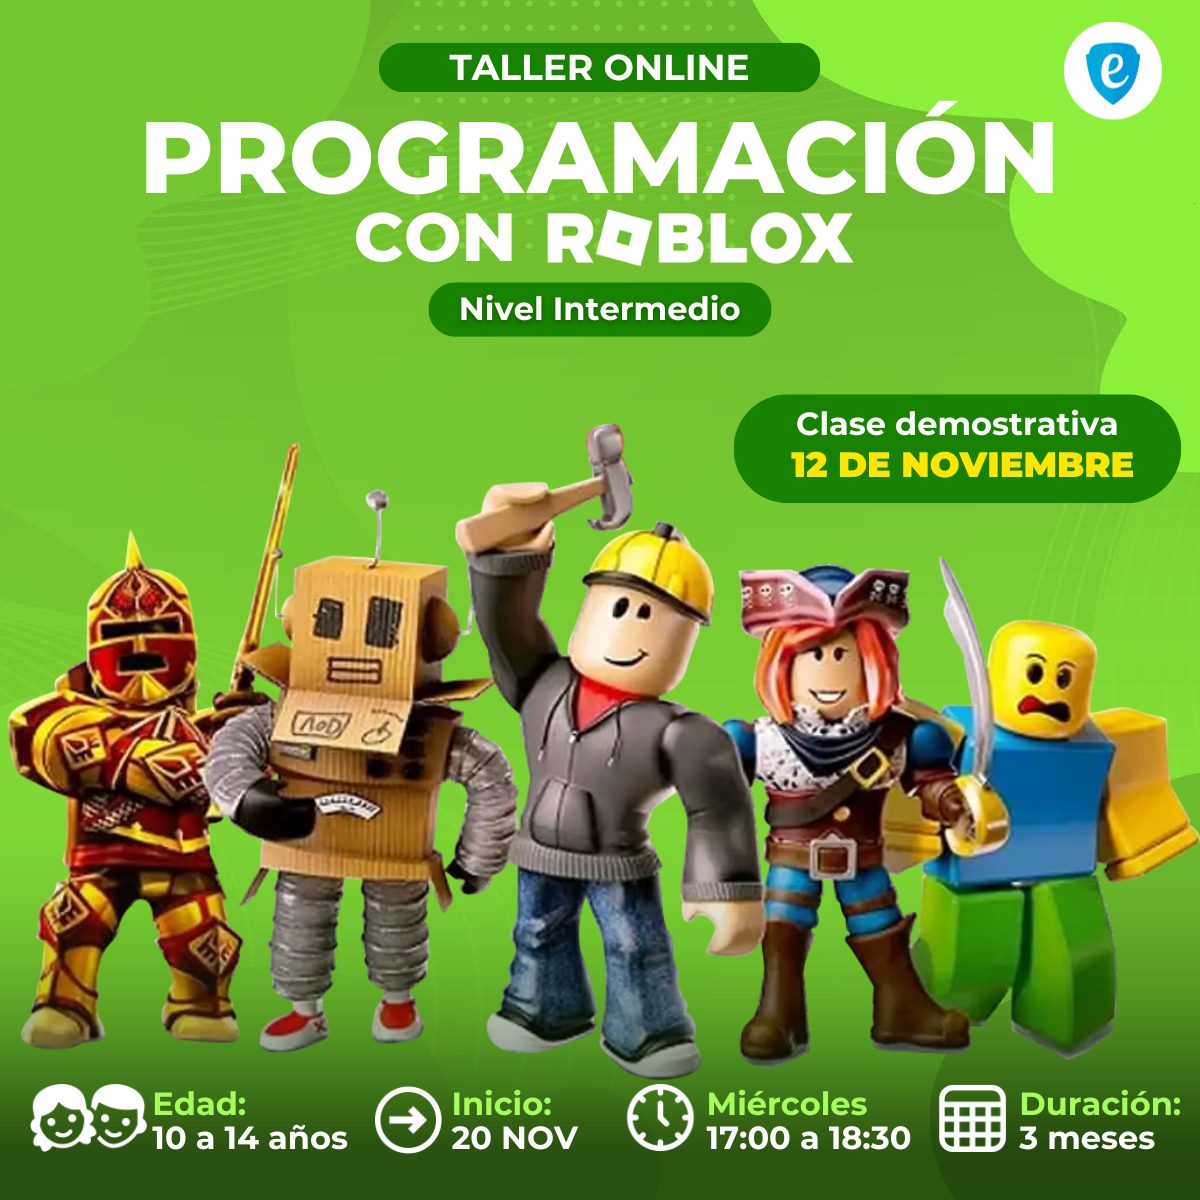 TALLER ONLINE
e
PROGRAMACIÓN
CON ROBLOX
Nivel Intermedio
Clase demostrativa
12 DE NOVIEMBRE
Edad:
10 a 14 años
Inicio:
20 NOV
Miércoles
17:00 a 18:30
Duración:
3 meses